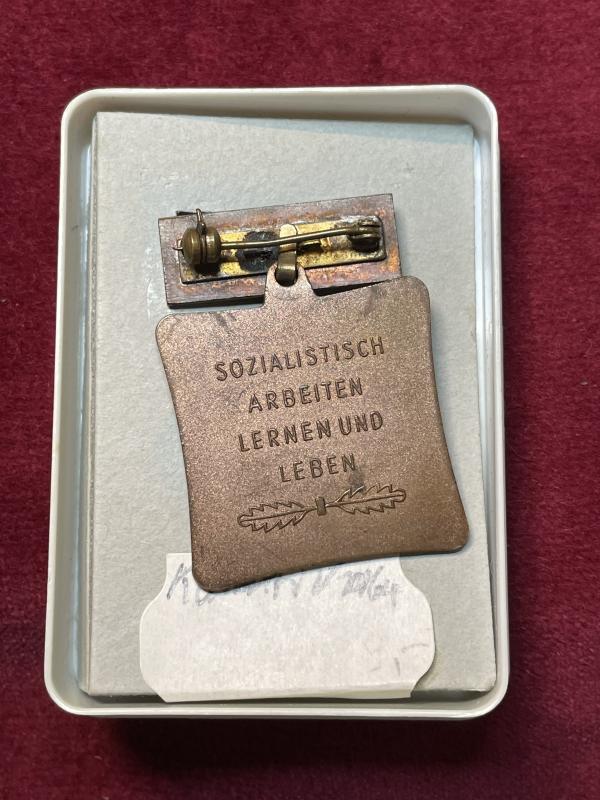 SOZIALISTISCH
ARBEITEN
LERNEN UND
LEBEN